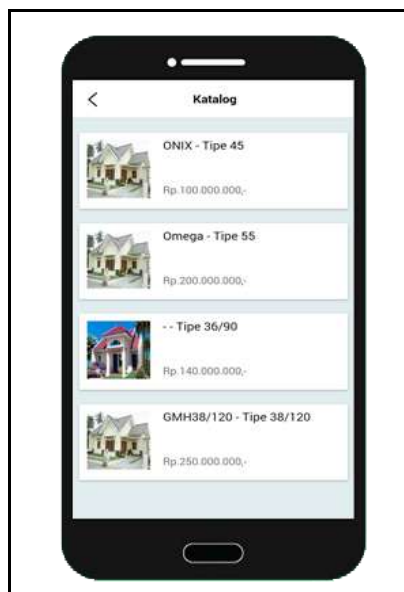 Katalog
ONIX - Tipe 45
Rp.100.000.000,-
Omega - Tipe 55
Rp.200.000.000,-
- - Tipe 36/90
Rp.140.000.000,-
GMH38/120 - Tipe 38/120
Rp.250.000.000,-